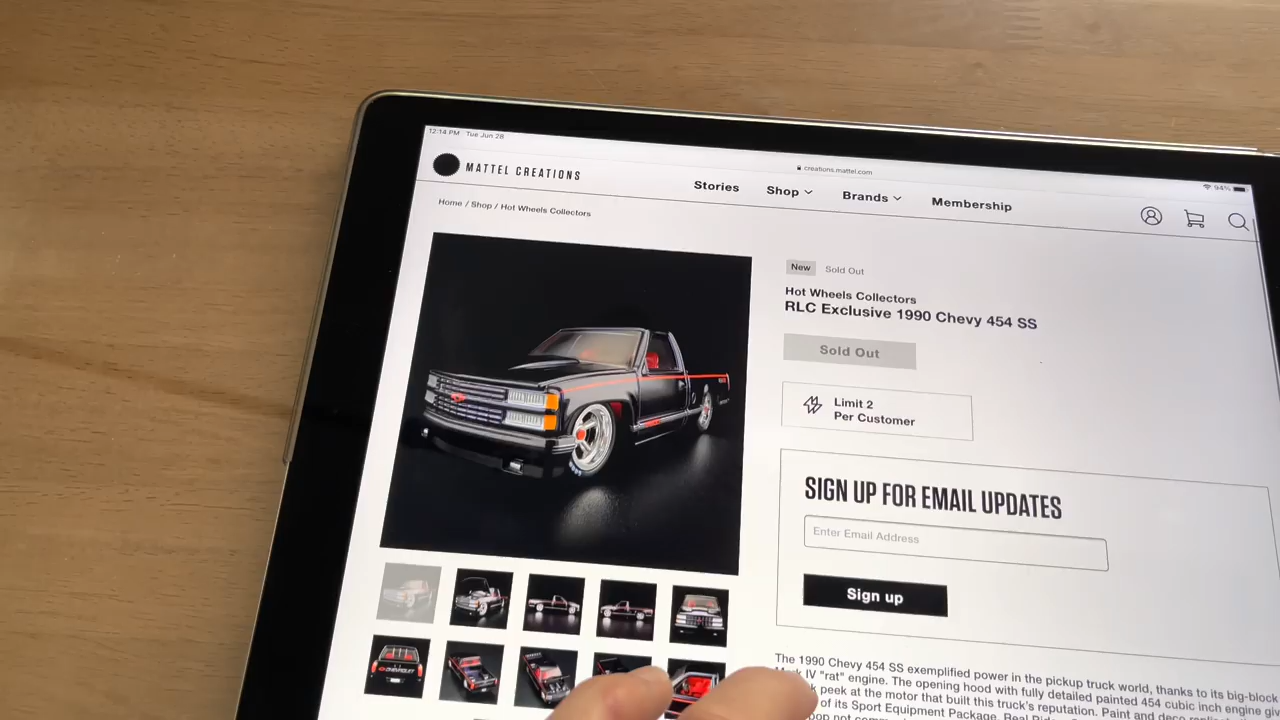 12:14 PM Tue Jun 28
creations.mattel.com
94%
MATTEL CREATIONS
Stories Shop Brands Membership
Home / Shop / Hot Wheels Collectors
New Sold Out
Hot Wheels Collectors
RLC Exclusive 1990 Chevy 454 SS
Sold Out
Limit 2
Per Customer
SIGN UP FOR EMAIL UPDATES
Enter Email Address
Sign up
CHEVROLET
The 1990 Chevy 454 SS exemplified power in the pickup truck world, thanks to its big-block
IV "rat" engine. The opening hood with fully detailed painted 454 cubic inch engine
peek at the motor that built this truck's reputation. Paint and
of its Sport Equipment Package. Real
not